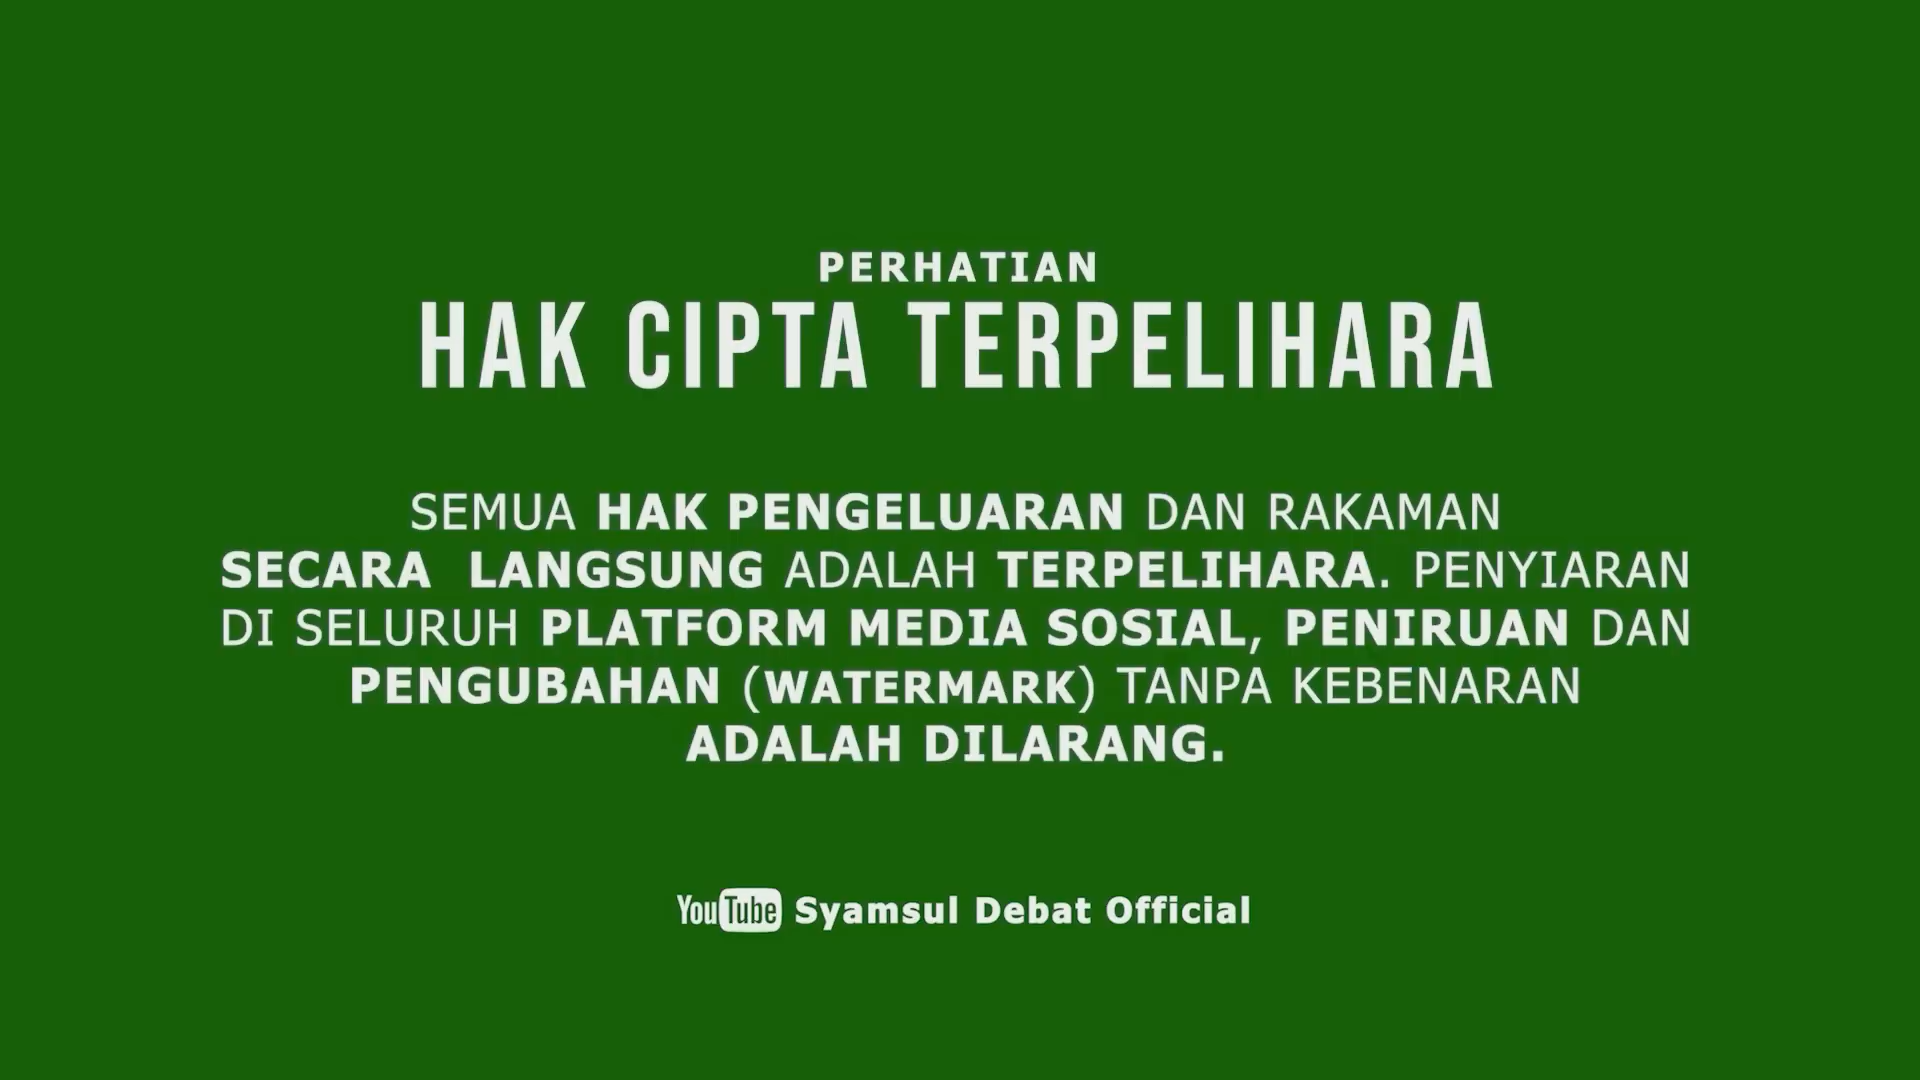 PERHATIAN
HAK CIPTA TERPELIHARA
SEMUA HAK PENGELUARAN DAN RAKAMAN
SECARA LANGSUNG ADALAH TERPELIHARA. PENYIARAN
DI SELURUH PLATFORM MEDIA SOSIAL, PENIRUAN DAN
PENGUBAHAN (WATERMARK) TANPA KEBENARAN
ADALAH DILARANG.
YouTube Syamsul Debat Official